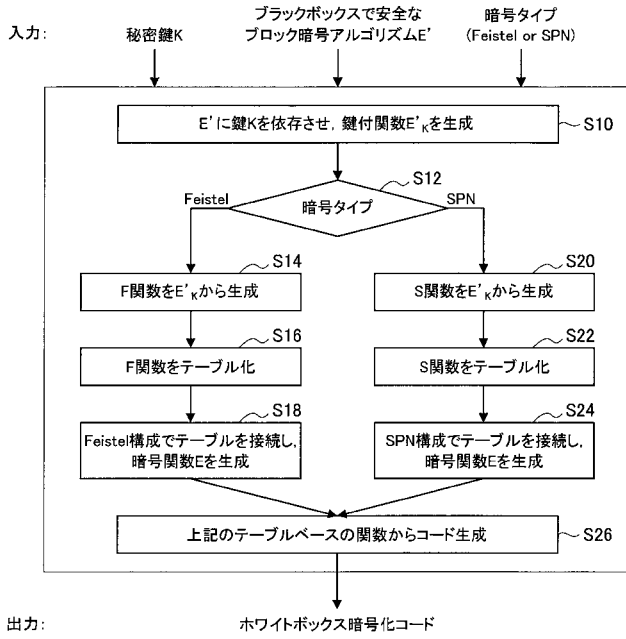 入力:
秘密鍵K
ブラックボックスで安全な
ブロック暗号アルゴリズムE'
暗号タイプ
(Feistel or SPN)
E'に鍵Kを依存させ，鍵付関数E'Kを生成
S10
S12
Feistel
暗号タイプ
SPN
S14
F関数をE'Kから生成
S20
S関数をE'Kから生成
S16
F関数をテーブル化
S22
S関数をテーブル化
S18
Feistel構成でテーブルを接続し，
暗号関数Eを生成
S24
SPN構成でテーブルを接続し，
暗号関数Eを生成
上記のテーブルベースの関数からコード生成
S26
出力:
ホワイトボックス暗号化コード